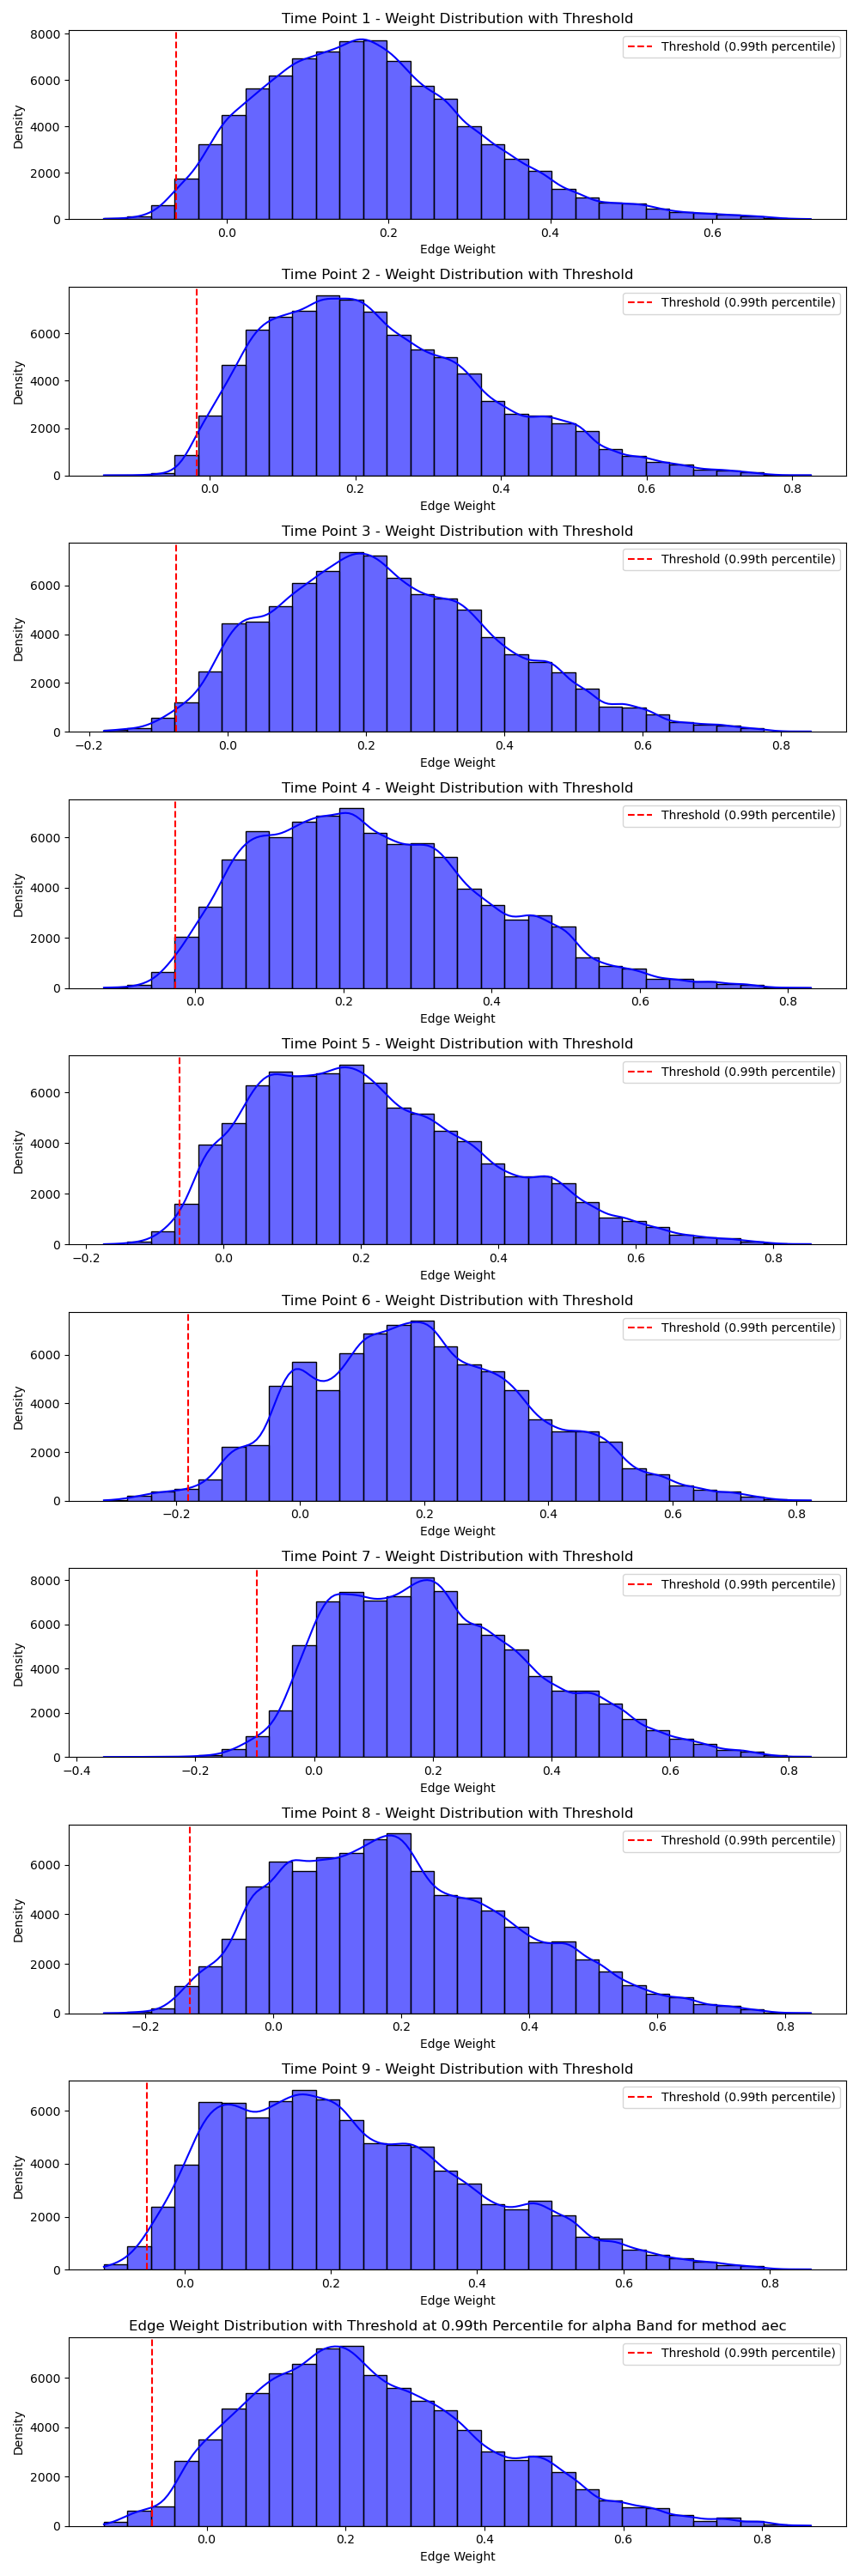 Time Point 1 - Weight Distribution with Threshold
Threshold (0.99th percentile)
Density
8000
6000
4000
2000
0
0.0 0.2 0.4 0.6
Edge Weight
Time Point 2 - Weight Distribution with Threshold
Threshold (0.99th percentile)
Density
6000
4000
2000
0
0.0 0.2 0.4 0.6 0.8
Edge Weight
Time Point 3 - Weight Distribution with Threshold
Threshold (0.99th percentile)
Density
6000
4000
2000
0
−0.2 0.0 0.2 0.4 0.6 0.8
Edge Weight
Time Point 4 - Weight Distribution with Threshold
Threshold (0.99th percentile)
Density
6000
4000
2000
0
0.0 0.2 0.4 0.6 0.8
Edge Weight
Time Point 5 - Weight Distribution with Threshold
Threshold (0.99th percentile)
Density
6000
4000
2000
0
−0.2 0.0 0.2 0.4 0.6 0.8
Edge Weight
Time Point 6 - Weight Distribution with Threshold
Threshold (0.99th percentile)
Density
6000
4000
2000
0
−0.2 0.0 0.2 0.4 0.6 0.8
Edge Weight
Time Point 7 - Weight Distribution with Threshold
Threshold (0.99th percentile)
Density
8000
6000
4000
2000
0
−0.4 −0.2 0.0 0.2 0.4 0.6 0.8
Edge Weight
Time Point 8 - Weight Distribution with Threshold
Threshold (0.99th percentile)
Density
6000
4000
2000
0
−0.2 0.0 0.2 0.4 0.6 0.8
Edge Weight
Time Point 9 - Weight Distribution with Threshold
Threshold (0.99th percentile)
Density
6000
4000
2000
0
0.0 0.2 0.4 0.6 0.8
Edge Weight
Edge Weight Distribution with Threshold at 0.99th Percentile for alpha Band for method aec
Threshold (0.99th percentile)
Density
6000
4000
2000
0
0.0 0.2 0.4 0.6 0.8
Edge Weight